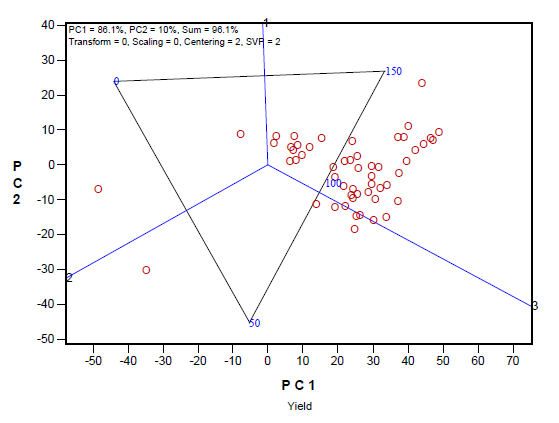 PC1 = 86.1%, PC2 = 10%, Sum = 96.1%
Transform = 0, Scaling = 0, Centering = 2, SVP = 2
40
30
20
10
0
-10
-20
-30
-40
-50
P
C
2
1
0
150
100
2
50
3
-50 -40 -30 -20 -10 0 10 20 30 40 50 60 70
P C 1
Yield